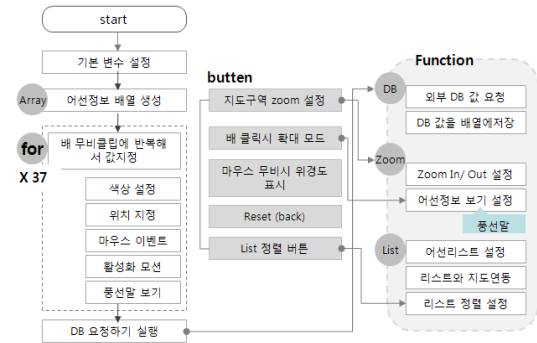 start
기본 변수 설정
Array
어선정보 배열 생성
for
X 37
배 무비클립에 반복해
서 값지정
색상 설정
위치 지정
마우스 이벤트
활성화 모션
풍선말 보기
DB 요청하기 실행
butten
지도구역 zoom 설정
배 클릭시 확대 모드
마우스 무비시 위경도
표시
Reset (back)
List 정렬 버튼
Function
DB
외부 DB 값 요청
DB 값을 배열에저장
Zoom
Zoom In/ Out 설정
어선정보 보기 설정
풍선말
List
어선리스트 설정
리스트와 지도연동
리스트 정렬 설정